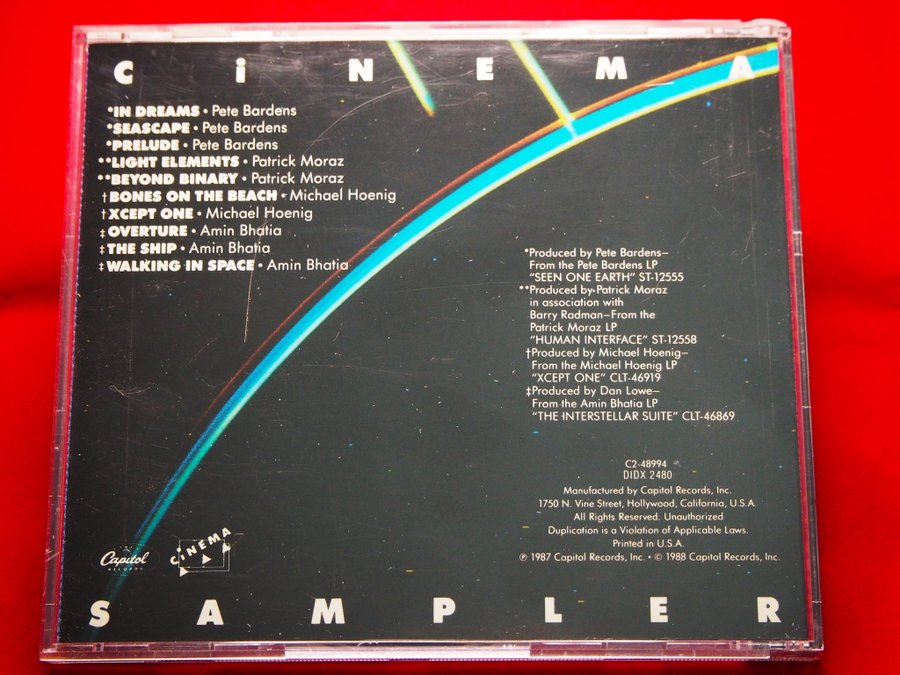 CiNEMA
*IN DREAMS • Pete Bardens
*SEASCAPE • Pete Bardens
*PRELUDE • Pete Bardens
**LIGHT ELEMENTS • Patrick Moraz
**BEYOND BINARY • Patrick Moraz
†BONES ON THE BEACH • Michael Hoenig
†XCEPT ONE • Michael Hoenig
‡OVERTURE • Amin Bhatia
‡THE SHIP • Amin Bhatia
‡WALKING IN SPACE • Amin Bhatia
*Produced by Pete Bardens–
From the Pete Bardens LP
"SEEN ONE EARTH" ST-12555
**Produced by Patrick Moraz
in association with
Barry Radman–From the
Patrick Moraz LP
"HUMAN INTERFACE" ST-12558
†Produced by Michael Hoenig–
From the Michael Hoenig LP
"XCEPT ONE" CLT-46919
‡Produced by Dan Lowe–
From the Amin Bhatia LP
"THE INTERSTELLAR SUITE" CLT-46869
C2-48994
DIDX 2480
Manufactured by Capitol Records, Inc.
1750 N. Vine Street, Hollywood, California, U.S.A.
All Rights Reserved. Unauthorized
Duplication is a Violation of Applicable Laws.
Printed in U.S.A.
℗ 1987 Capitol Records, Inc. • © 1988 Capitol Records, Inc.
Capitol
RECORDS
CiNEMA
SAMPLER